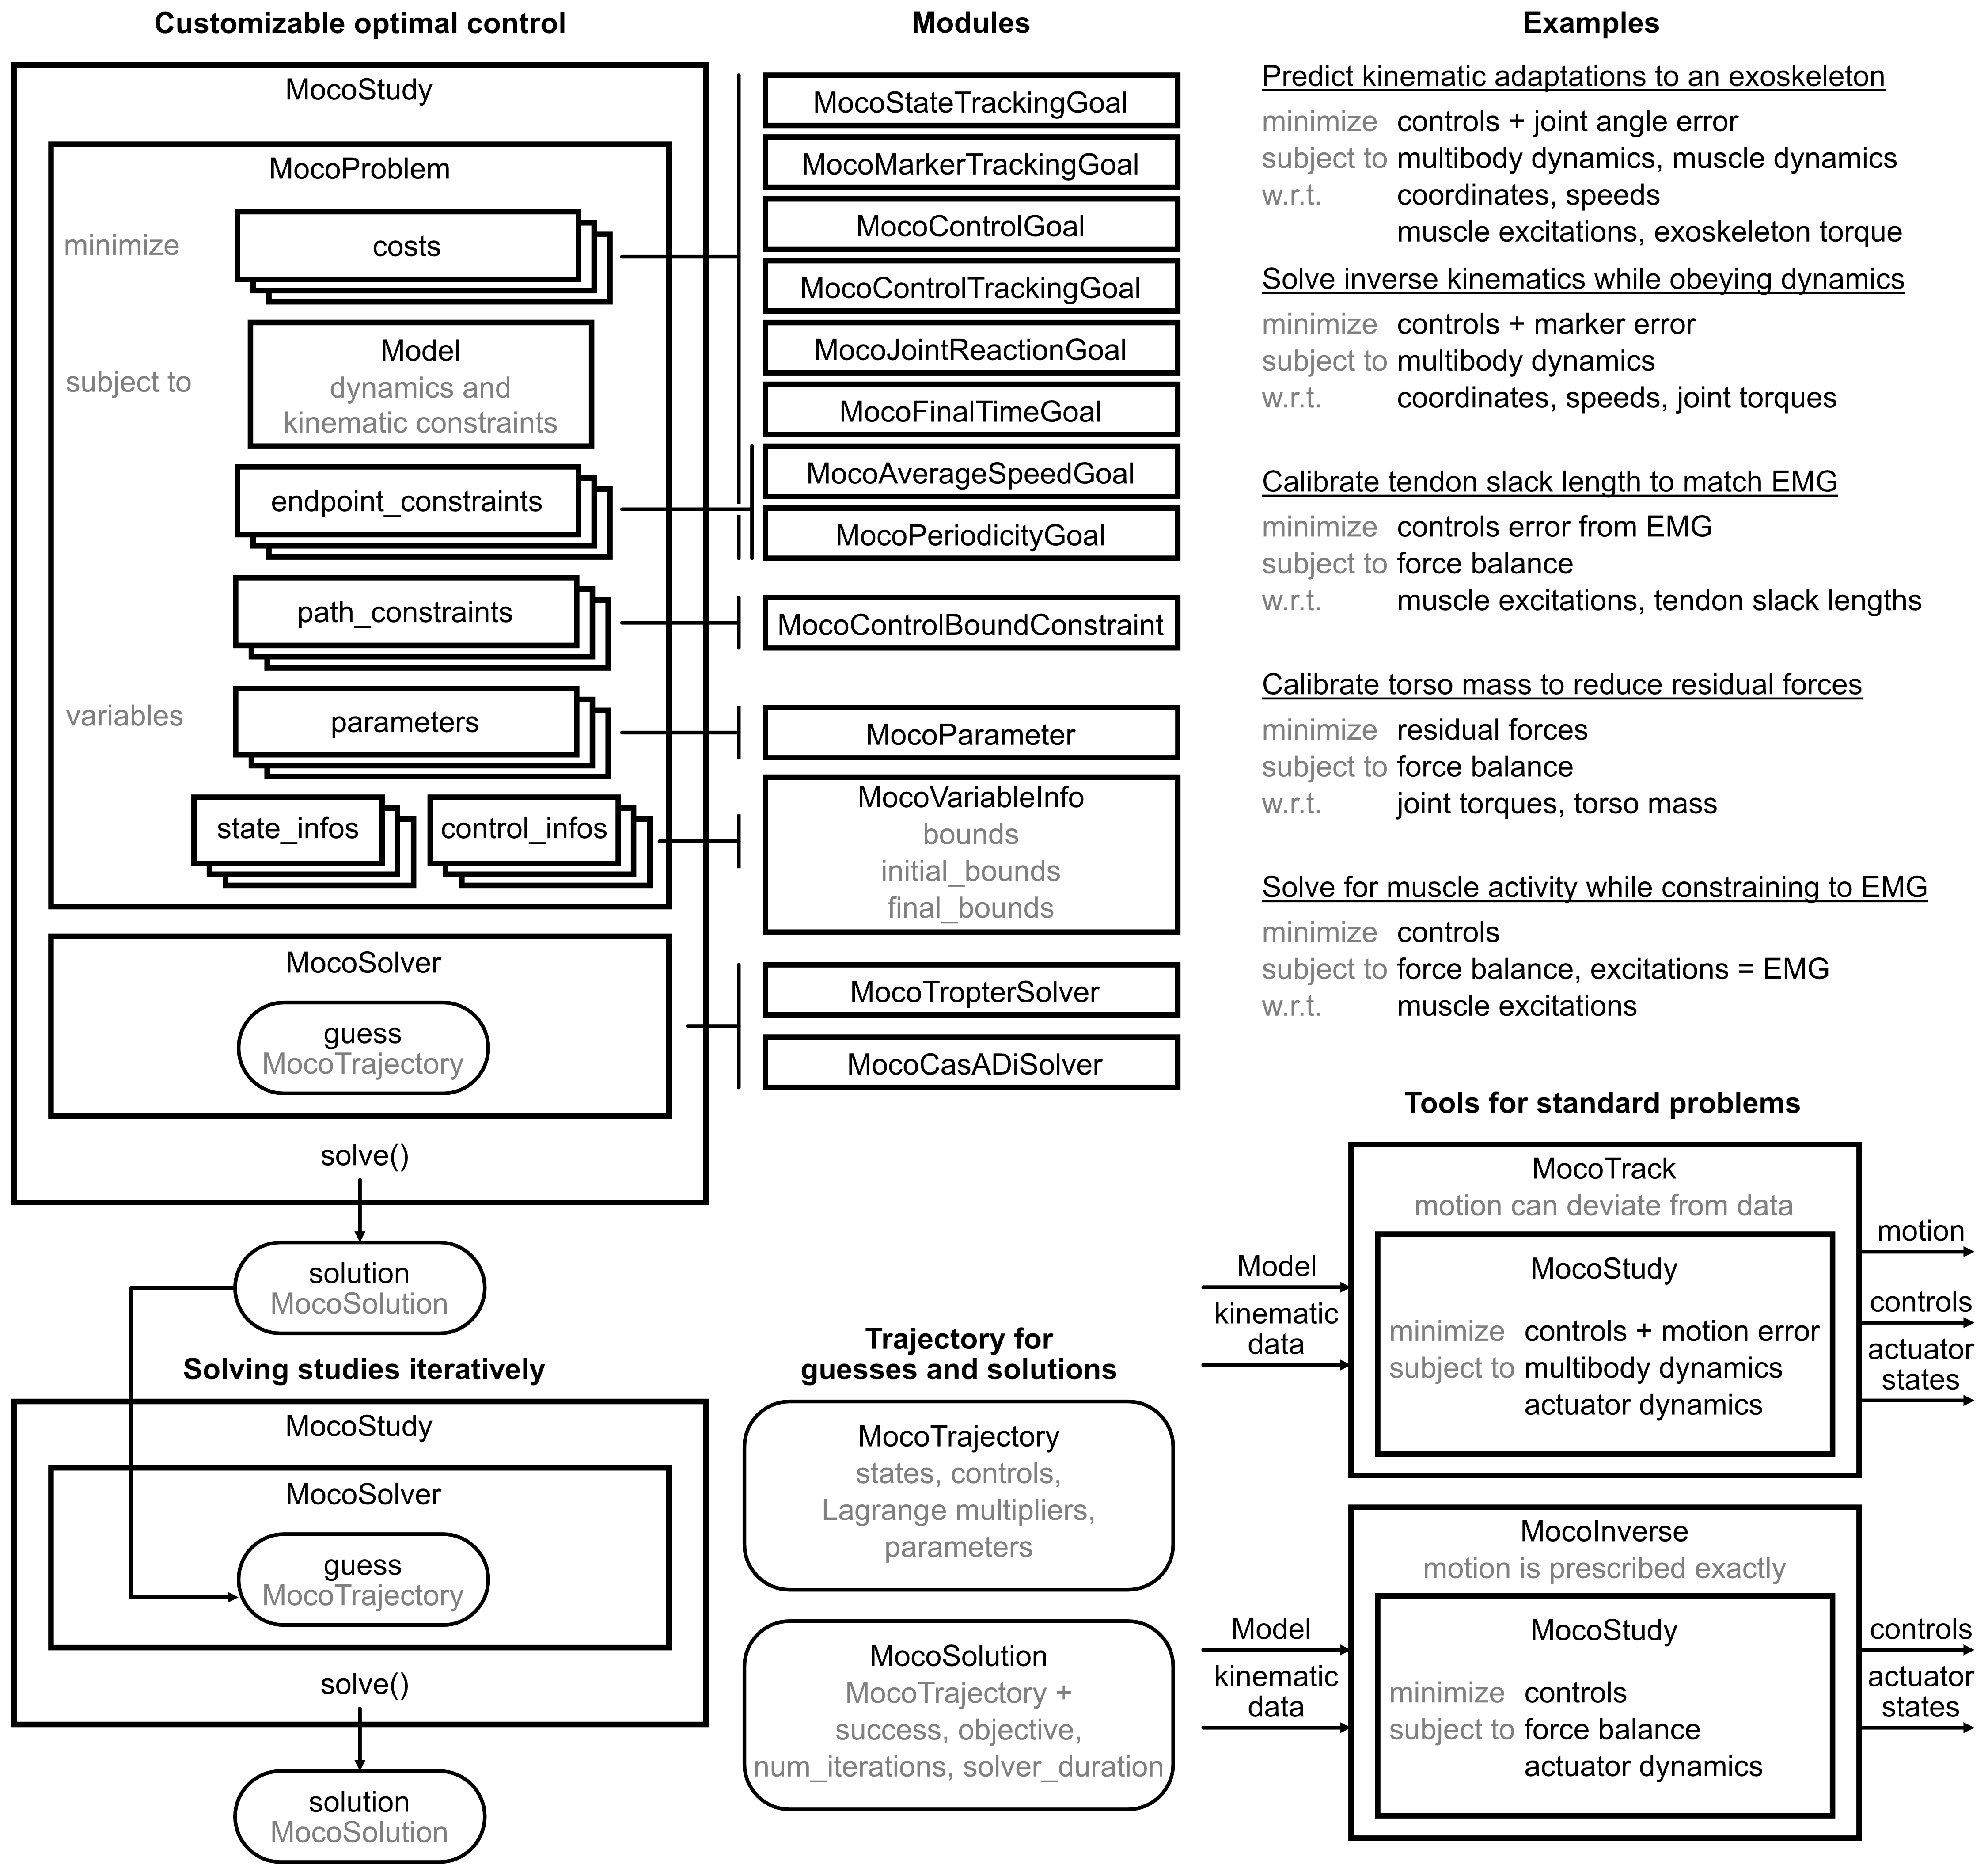 Customizable optimal control
MocoStudy
MocoProblem
minimize
costs
subject to
Model
dynamics and
kinematic constraints
endpoint_constraints
path_constraints
variables
parameters
state_infos
control_infos
MocoSolver
guess
MocoTrajectory
solve()
solution
MocoSolution
Solving studies iteratively
MocoStudy
MocoSolver
guess
MocoTrajectory
solve()
solution
MocoSolution
Modules
MocoStateTrackingGoal
MocoMarkerTrackingGoal
MocoControlGoal
MocoControlTrackingGoal
MocoJointReactionGoal
MocoFinalTimeGoal
MocoAverageSpeedGoal
MocoPeriodicityGoal
MocoControlBoundConstraint
MocoParameter
MocoVariableInfo
bounds
initial_bounds
final_bounds
MocoTropterSolver
MocoCasADiSolver
Trajectory for
guesses and solutions
MocoTrajectory
states, controls,
Lagrange multipliers,
parameters
MocoSolution
MocoTrajectory +
success, objective,
num_iterations, solver_duration
Examples
Predict kinematic adaptations to an exoskeleton
minimize controls + joint angle error
subject to multibody dynamics, muscle dynamics
w.r.t. coordinates, speeds
muscle excitations, exoskeleton torque
Solve inverse kinematics while obeying dynamics
minimize controls + marker error
subject to multibody dynamics
w.r.t. coordinates, speeds, joint torques
Calibrate tendon slack length to match EMG
minimize controls error from EMG
subject to force balance
w.r.t. muscle excitations, tendon slack lengths
Calibrate torso mass to reduce residual forces
minimize residual forces
subject to force balance
w.r.t. joint torques, torso mass
Solve for muscle activity while constraining to EMG
minimize controls
subject to force balance, excitations = EMG
w.r.t. muscle excitations
Tools for standard problems
Model
kinematic
data
MocoTrack
motion can deviate from data
MocoStudy
minimize controls + motion error
subject to multibody dynamics
actuator dynamics
motion
controls
actuator
states
Model
kinematic
data
MocoInverse
motion is prescribed exactly
MocoStudy
minimize controls
subject to force balance
actuator dynamics
controls
actuator
states